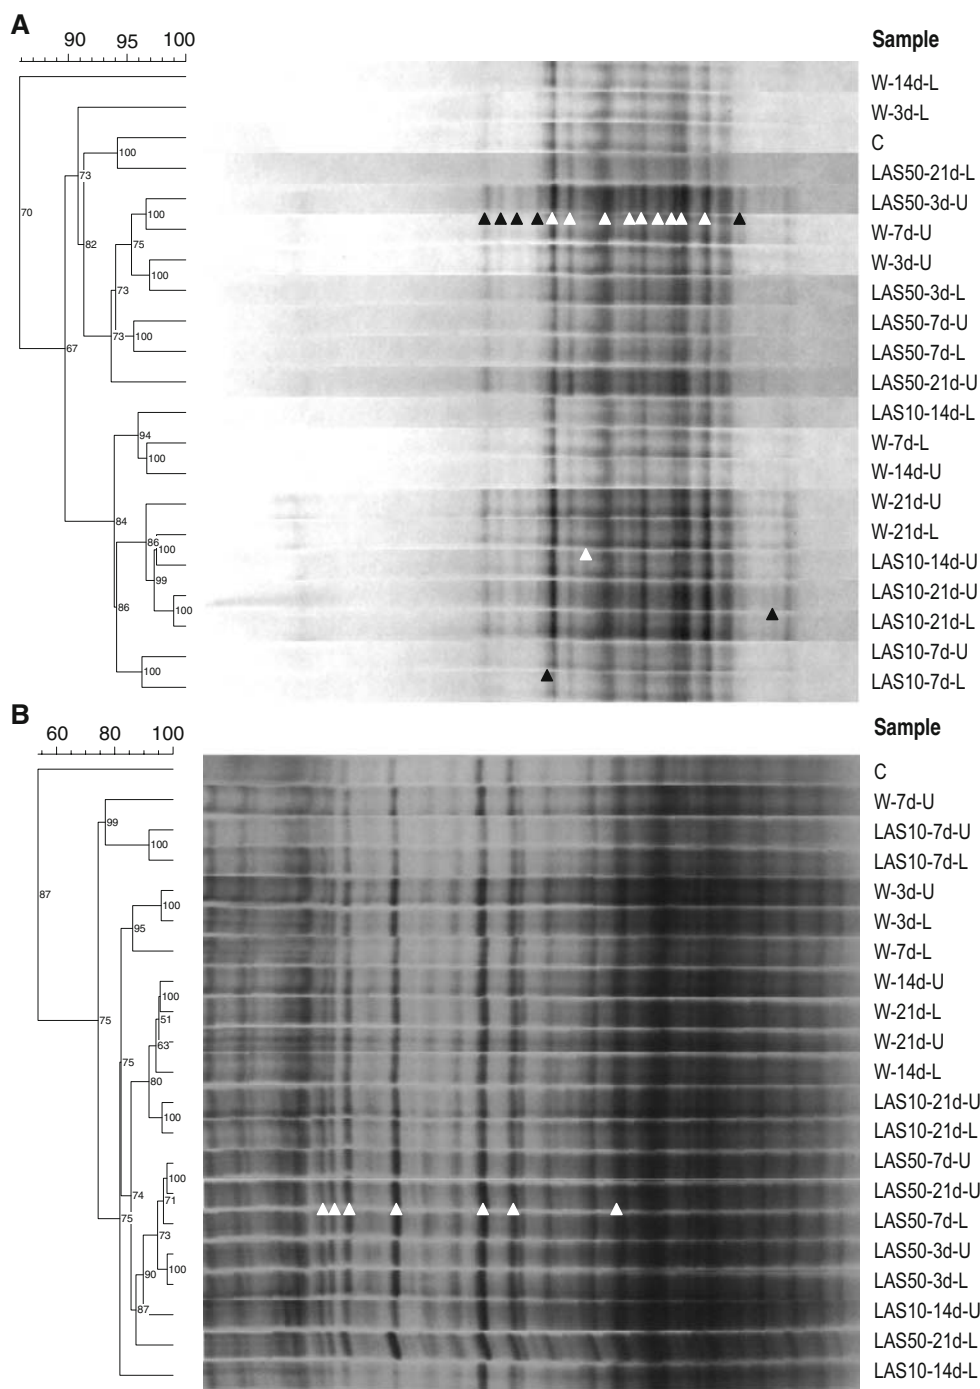 A
90 95 100
Sample
W-14d-L
W-3d-L
C
100
LAS50-21d-L
73
LAS50-3d-U
70
100
W-7d-U
82
75
W-3d-U
100
LAS50-3d-L
73
LAS50-7d-U
73
100
67
LAS50-7d-L
LAS50-21d-U
LAS10-14d-L
94
W-7d-L
100
W-14d-U
W-21d-U
84
W-21d-L
86
100
LAS10-14d-U
99
LAS10-21d-U
86
100
LAS10-21d-L
LAS10-7d-U
100
LAS10-7d-L
B
60 80 100
Sample
C
W-7d-U
99
LAS10-7d-U
100
LAS10-7d-L
87
W-3d-U
100
W-3d-L
95
W-7d-L
W-14d-U
100
W-21d-L
75
51
W-21d-U
63
75
W-14d-L
80
LAS10-21d-U
100
LAS10-21d-L
LAS50-7d-U
100
LAS50-21d-U
74
71
75
LAS50-7d-L
73
LAS50-3d-U
100
90
LAS50-3d-L
87
LAS10-14d-U
LAS50-21d-L
LAS10-14d-L